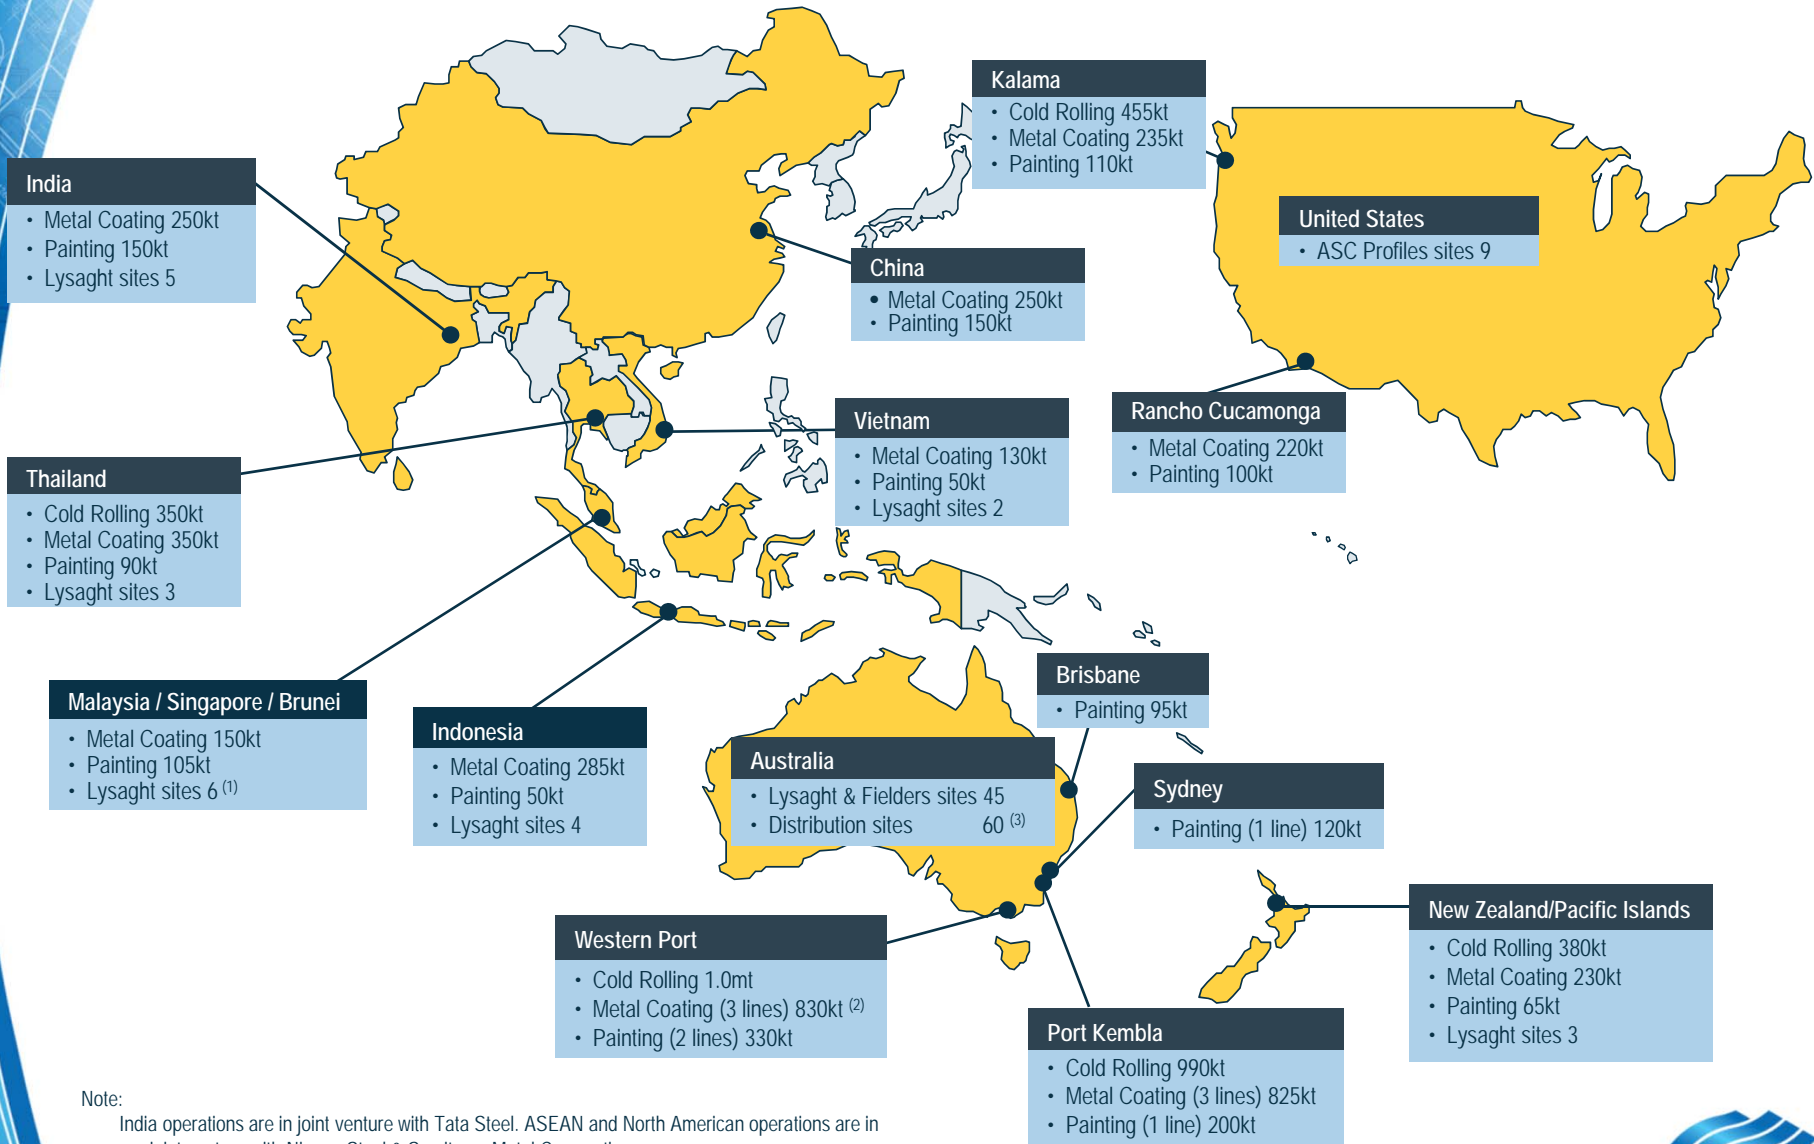 Kalama
• Cold Rolling 455kt
• Metal Coating 235kt
• Painting 110kt
India
• Metal Coating 250kt
• Painting 150kt
• Lysaght sites 5
United States
• ASC Profiles sites 9
China
• Metal Coating 250kt
• Painting 150kt
Rancho Cucamonga
• Metal Coating 220kt
• Painting 100kt
Vietnam
• Metal Coating 130kt
• Painting 50kt
• Lysaght sites 2
Thailand
• Cold Rolling 350kt
• Metal Coating 350kt
• Painting 90kt
• Lysaght sites 3
Malaysia / Singapore / Brunei
• Metal Coating 150kt
• Painting 105kt
• Lysaght sites 6 (1)
Indonesia
• Metal Coating 285kt
• Painting 50kt
• Lysaght sites 4
Brisbane
• Painting 95kt
Australia
• Lysaght & Fielders sites 45
• Distribution sites 60 (3)
Sydney
• Painting (1 line) 120kt
Western Port
• Cold Rolling 1.0mt
• Metal Coating (3 lines) 830kt (2)
• Painting (2 lines) 330kt
New Zealand/Pacific Islands
• Cold Rolling 380kt
• Metal Coating 230kt
• Painting 65kt
• Lysaght sites 3
Port Kembla
• Cold Rolling 990kt
• Metal Coating (3 lines) 825kt
• Painting (1 line) 200kt
Note:
India operations are in joint venture with Tata Steel. ASEAN and North American operations are in